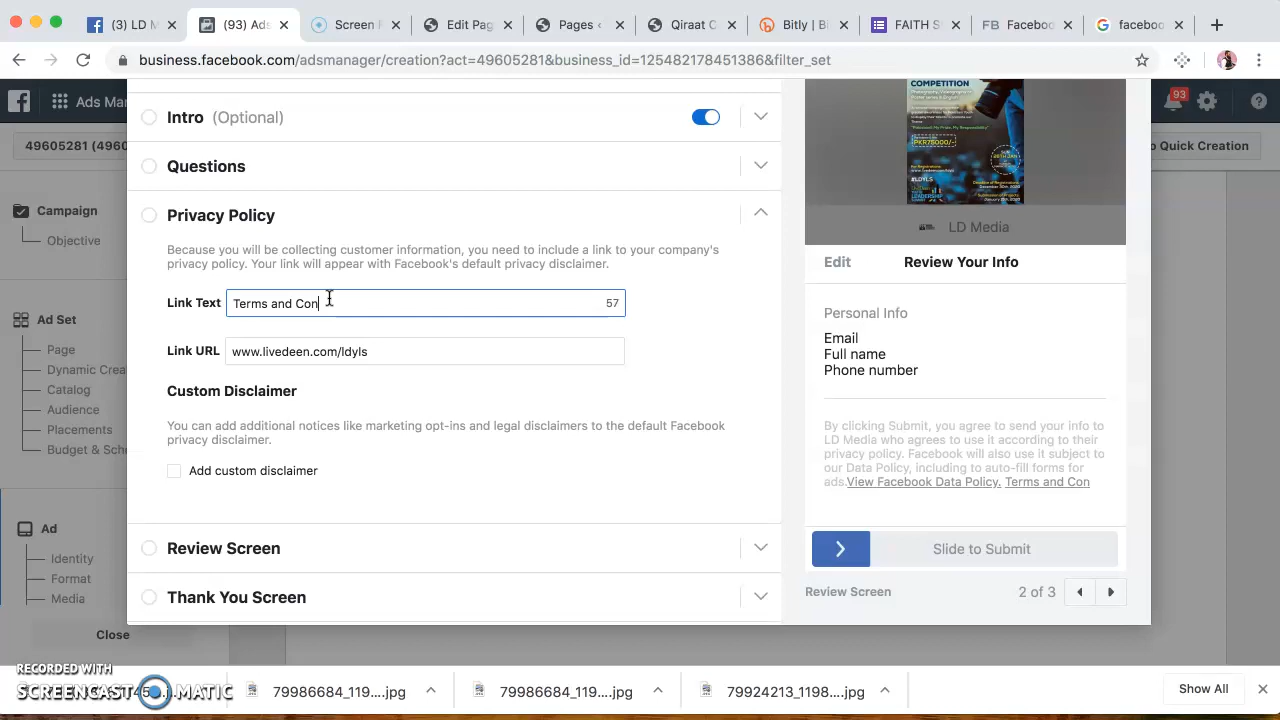 (3) LD M
(93) Ads
Screen
Edit Pag
Pages ‹
Qiraat C
Bitly | Bi
FAITH S
Faceboo
faceboo
business.facebook.com/adsmanager/creation?act=49605281&business_id=12548217845138​6&filter_set
Ads Man
93
49605281 (4960
o Quick Creation
Campaign
Objective
Ad Set
Page
Dynamic Crea
Catalog
Audience
Placements
Budget & Sche
Ad
Identity
Format
Media
Close
Intro (Optional)
Questions
Privacy Policy
Because you will be collecting customer information, you need to include a link to your company's
privacy policy. Your link will appear with Facebook's default privacy disclaimer.
Link Text Terms and Con 57
Link URL www.livedeen.com/ldyls
Custom Disclaimer
You can add additional notices like marketing opt-ins and legal disclaimers to the default Facebook
privacy disclaimer.
Add custom disclaimer
Review Screen
Thank You Screen
PKR75000/-
#LDYLS
LD Media
Edit Review Your Info
Personal Info
Email
Full name
Phone number
By clicking Submit, you agree to send your info to
LD Media who agrees to use it according to their
privacy policy. Facebook will also use it subject to
our Data Policy, including to auto-fill forms for
ads.View Facebook Data Policy. Terms and Con
Slide to Submit
Review Screen 2 of 3
RECORDED WITH
SCREENCAST MATIC
79986684_119....jpg
79986684_119....jpg
79924213_1198....jpg
Show All